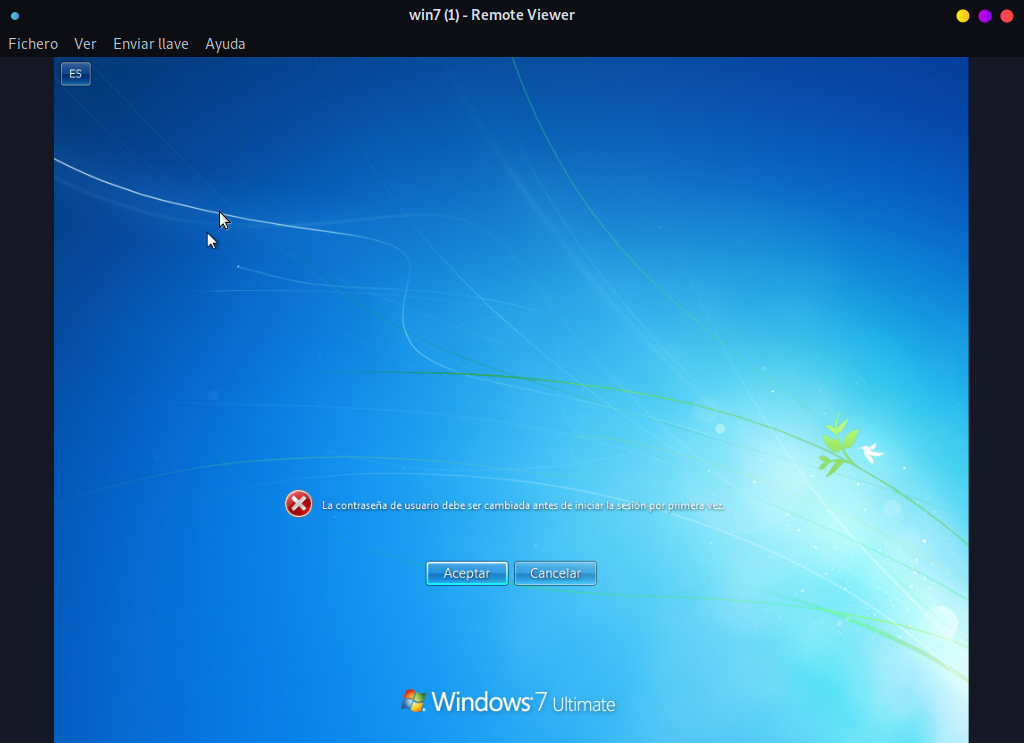 win7 (1) - Remote Viewer
Fichero Ver Enviar llave Ayuda
ES
La contraseña de usuario debe ser cambiada antes de iniciar la sesión por primera vez.
Aceptar Cancelar
Windows 7 Ultimate